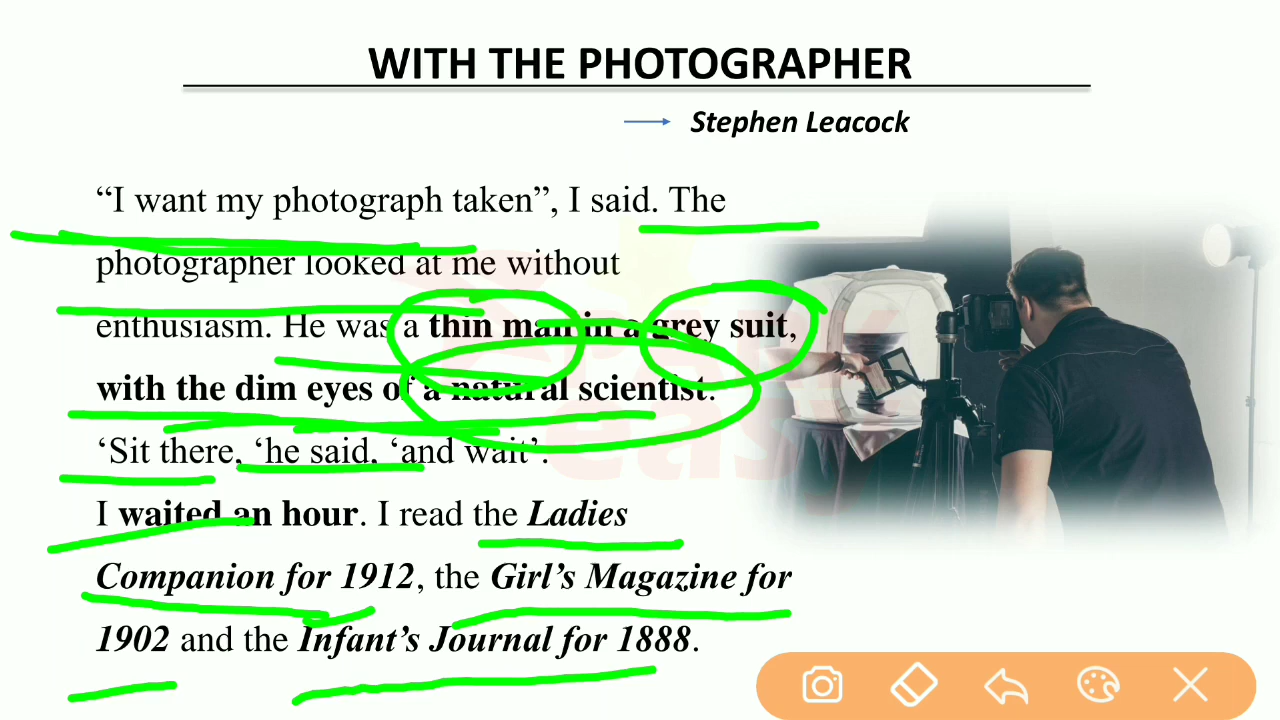 WITH THE PHOTOGRAPHER
Stephen Leacock
“I want my photograph taken”, I said. The
photographer looked at me without
enthusiasm. He was a thin man in a grey suit,
with the dim eyes of a natural scientist.
‘Sit there, ‘he said, ‘and wait’.
I waited an hour. I read the Ladies
Companion for 1912, the Girl’s Magazine for
1902 and the Infant’s Journal for 1888.